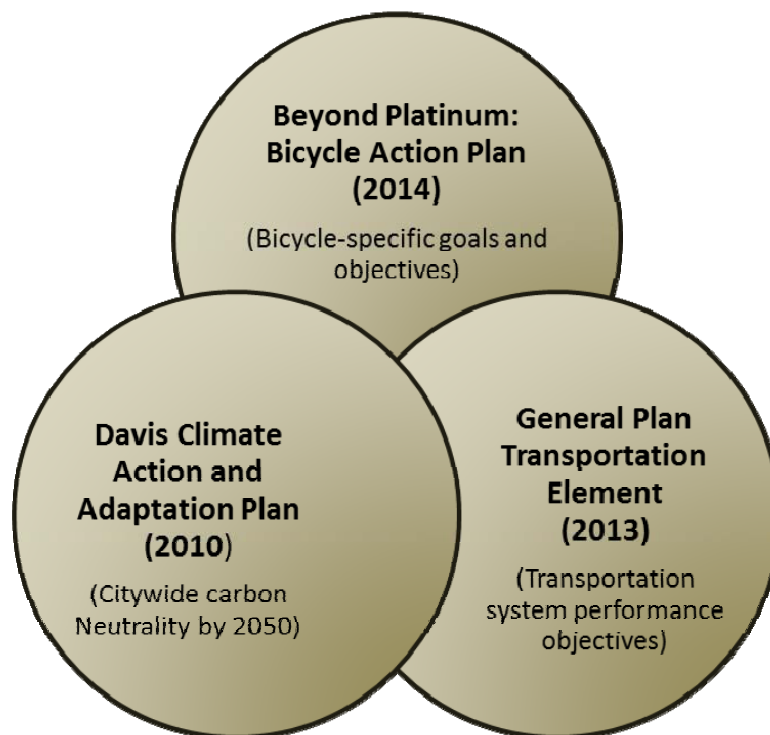 Beyond Platinum:
Bicycle Action Plan
(2014)
(Bicycle-specific goals and
objectives)
Davis Climate
Action and
Adaptation Plan
(2010)
(Citywide carbon
Neutrality by 2050)
General Plan
Transportation
Element
(2013)
(Transportation
system performance
objectives)